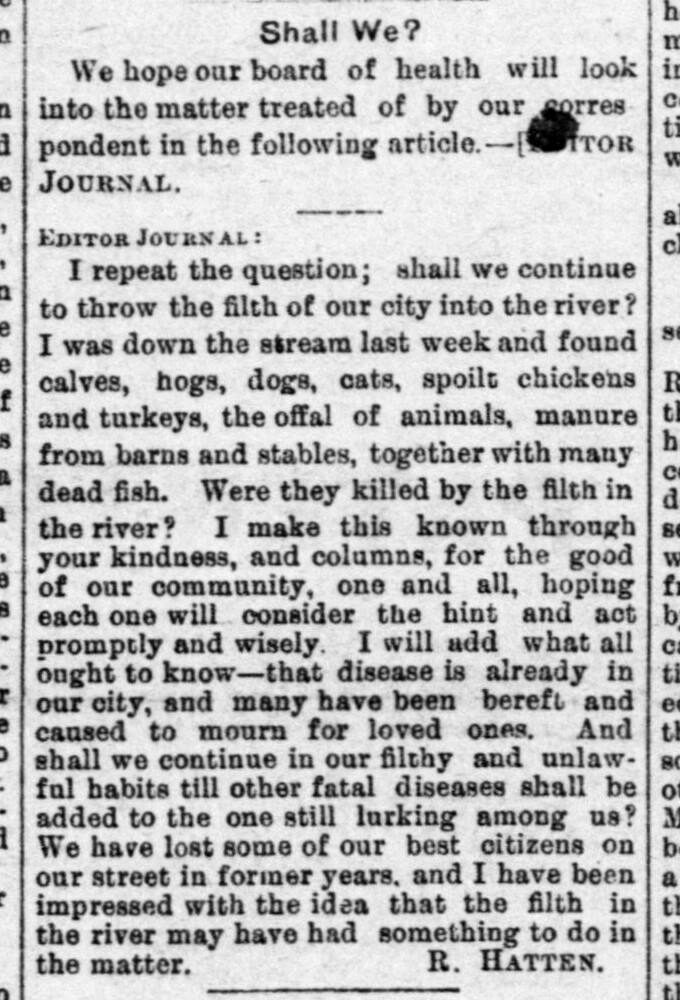 Shall We?
We hope our board of health will look
into the matter treated of by our corres
pondent in the following article.—[EDITOR
JOURNAL.
EDITOR JOURNAL:
I repeat the question; shall we continue
to throw the filth of our city into the river?
I was down the stream last week and found
calves, hogs, dogs, cats, spoilt chickens
and turkeys, the offal of animals, manure
from barns and stables, together with many
dead fish. Were they killed by the filth in
the river? I make this known through
your kindness, and columns, for the good
of our community, one and all, hoping
each one will consider the hint and act
promptly and wisely. I will add what all
ought to know—that disease is already in
our city, and many have been bereft and
caused to mourn for loved ones. And
shall we continue in our filthy and unlaw-
ful habits till other fatal diseases shall be
added to the one still lurking among us?
We have lost some of our best citizens on
our street in former years, and I have been
impressed with the idea that the filth in
the river may have had something to do in
the matter. R. HATTEN.